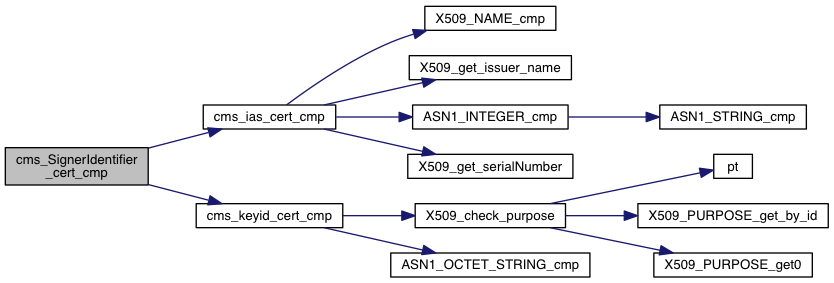 cms_SignerIdentifier
_cert_cmp
cms_ias_cert_cmp
X509_NAME_cmp
X509_get_issuer_name
ASN1_INTEGER_cmp
ASN1_STRING_cmp
X509_get_serialNumber
cms_keyid_cert_cmp
X509_check_purpose
pt
X509_PURPOSE_get_by_id
X509_PURPOSE_get0
ASN1_OCTET_STRING_cmp